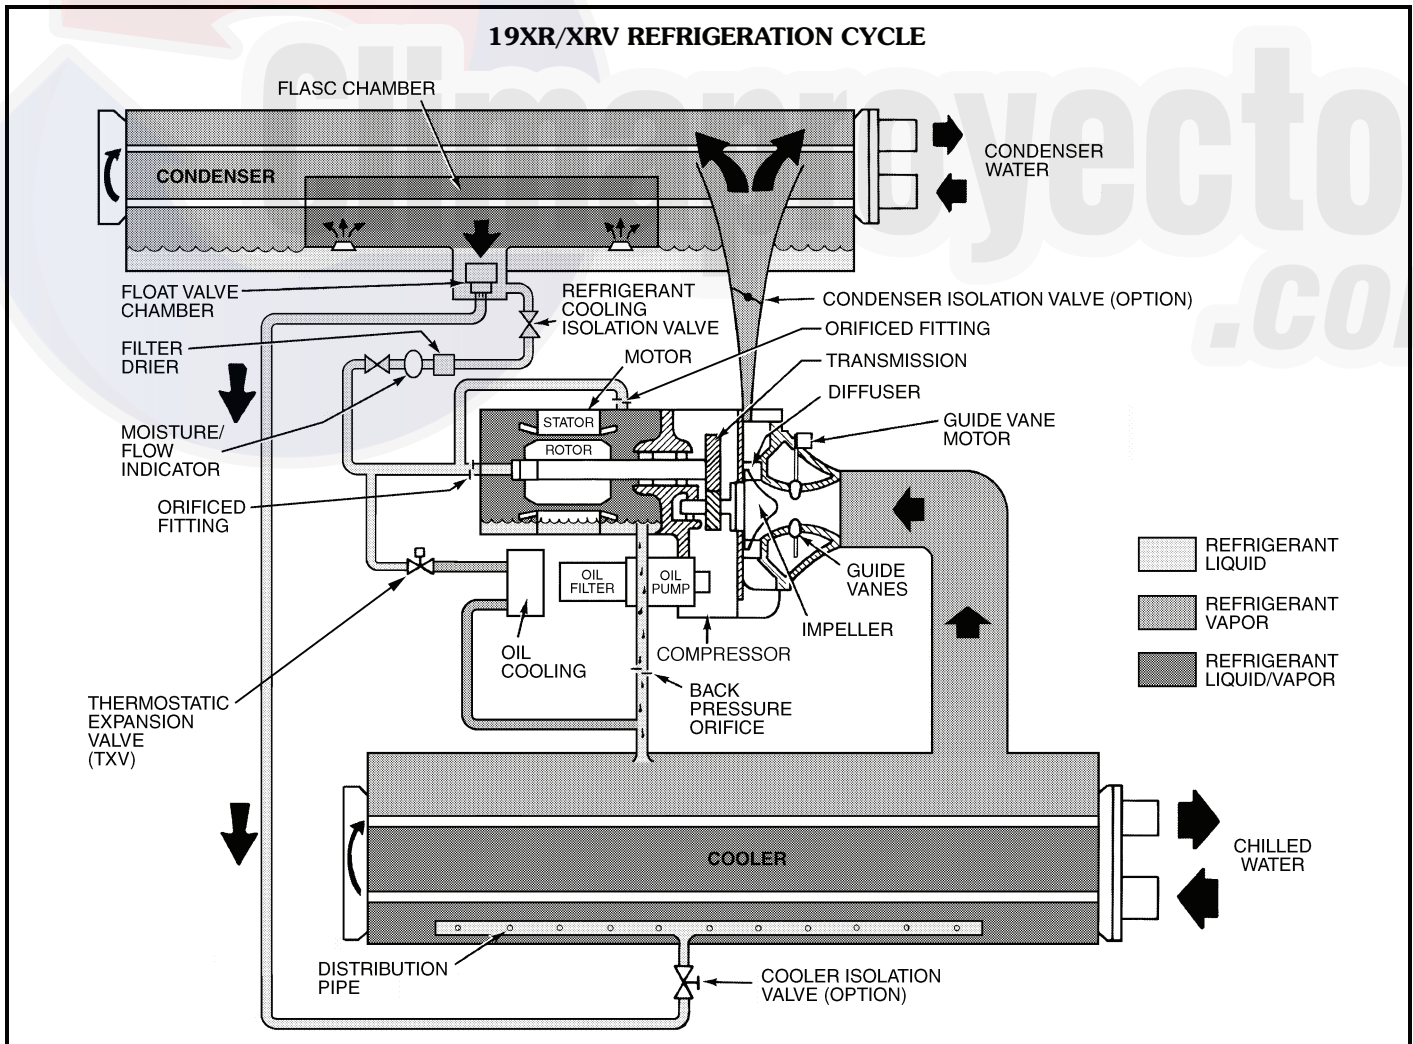 19XR/XRV REFRIGERATION CYCLE
Climaproyecto
.co
FLASC CHAMBER
CONDENSER
CONDENSER
WATER
FLOAT VALVE
CHAMBER
REFRIGERANT
COOLING
ISOLATION VALVE
CONDENSER ISOLATION VALVE (OPTION)
FILTER
DRIER
ORIFICED FITTING
MOTOR
TRANSMISSION
DIFFUSER
STATOR
ROTOR
GUIDE VANE
MOTOR
MOISTURE/
FLOW
INDICATOR
ORIFICED
FITTING
OIL
FILTER
OIL
PUMP
GUIDE
VANES
IMPELLER
COMPRESSOR
OIL
COOLING
BACK
PRESSURE
ORIFICE
REFRIGERANT
LIQUID
REFRIGERANT
VAPOR
REFRIGERANT
LIQUID/VAPOR
THERMOSTATIC
EXPANSION
VALVE
(TXV)
COOLER
CHILLED
WATER
DISTRIBUTION
PIPE
COOLER ISOLATION
VALVE (OPTION)